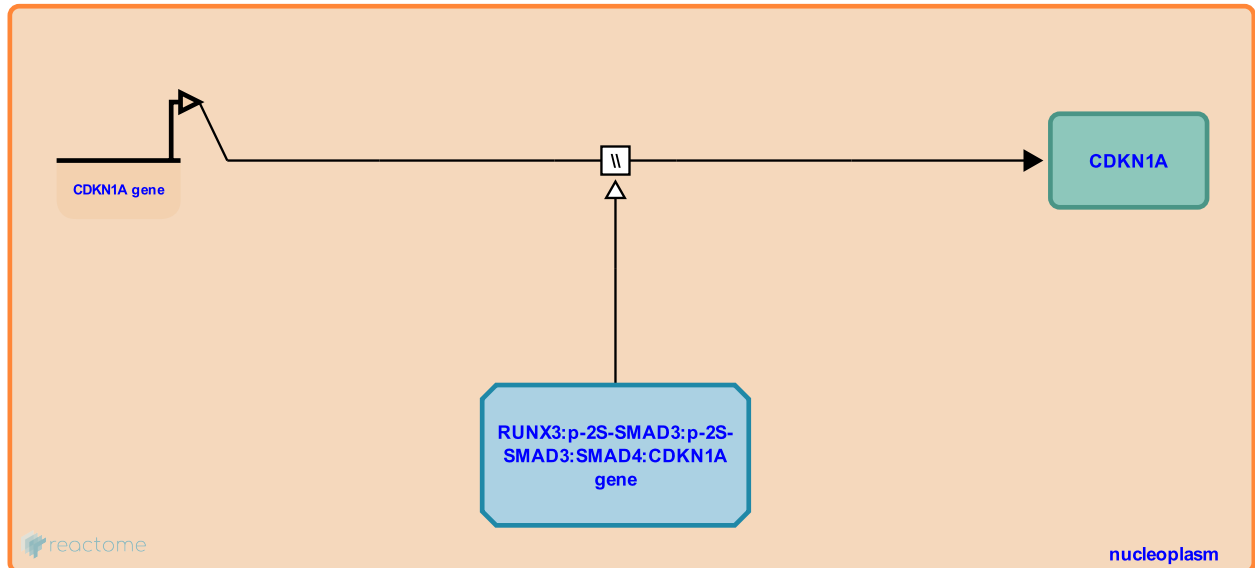 CDKN1A gene
\\
CDKN1A
RUNX3:p-2S-SMAD3:p-2S-
SMAD3:SMAD4:CDKN1A
gene
reactome
nucleoplasm